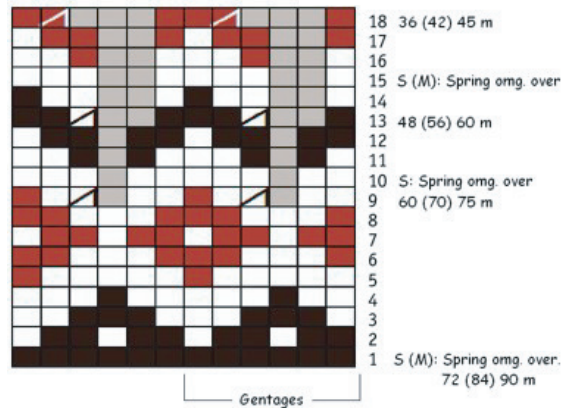 18 36 (42) 45 m
17
16
15 S (M): Spring omg. over
14
13 48 (56) 60 m
12
11
10 S: Spring omg. over
9 60 (70) 75 m
8
7
6
5
4
3
2
1 S (M): Spring omg. over.
72 (84) 90 m
Gentages